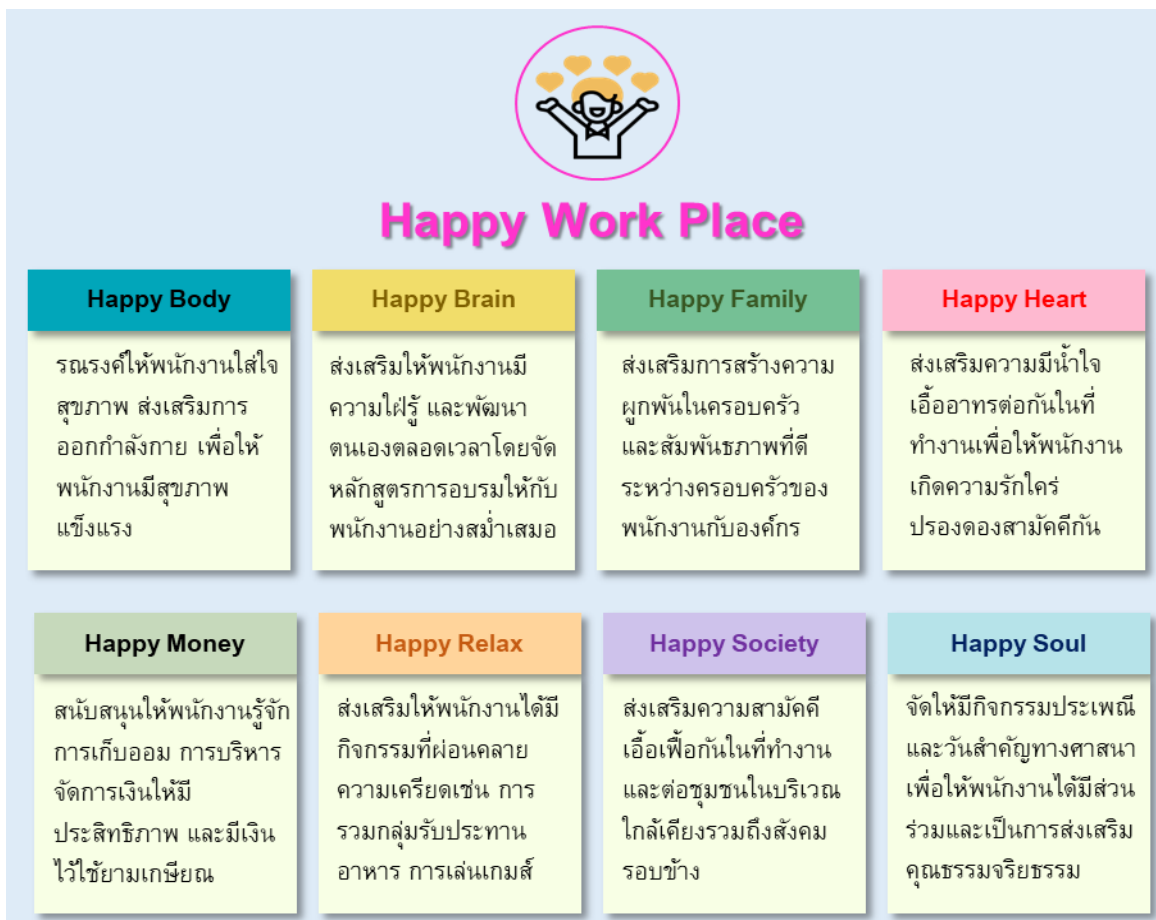 Happy Work Place
Happy Body
รณรงค์ให้พนักงานใส่ใจ
สุขภาพ ส่งเสริมการ
ออกกำลังกาย เพื่อให้
พนักงานมีสุขภาพ
แข็งแรง
Happy Brain
ส่งเสริมให้พนักงานมี
ความใฝ่รู้ และพัฒนา
ตนเองตลอดเวลาโดยจัด
หลักสูตรการอบรมให้กับ
พนักงานอย่างสม่ำเสมอ
Happy Family
ส่งเสริมการสร้างความ
ผูกพันในครอบครัว
และสัมพันธภาพที่ดี
ระหว่างครอบครัวของ
พนักงานกับองค์กร
Happy Heart
ส่งเสริมความมีน้ำใจ
เอื้ออาทรต่อกันในที่
ทำงานเพื่อให้พนักงาน
เกิดความรักใคร่
ปรองดองสามัคคีกัน
Happy Money
สนับสนุนให้พนักงานรู้จัก
การเก็บออม การบริหาร
จัดการเงินให้มี
ประสิทธิภาพ และมีเงิน
ไว้ใช้ยามเกษียณ
Happy Relax
ส่งเสริมให้พนักงานได้มี
กิจกรรมที่ผ่อนคลาย
ความเครียดเช่น การ
รวมกลุ่มรับประทาน
อาหาร การเล่นเกมส์
Happy Society
ส่งเสริมความสามัคคี
เอื้อเฟื้อกันในที่ทำงาน
และต่อชุมชนในบริเวณ
ใกล้เคียงรวมถึงสังคม
รอบข้าง
Happy Soul
จัดให้มีกิจกรรมประเพณี
และวันสำคัญทางศาสนา
เพื่อให้พนักงานได้มีส่วน
ร่วมและเป็นการส่งเสริม
คุณธรรมจริยธรรม